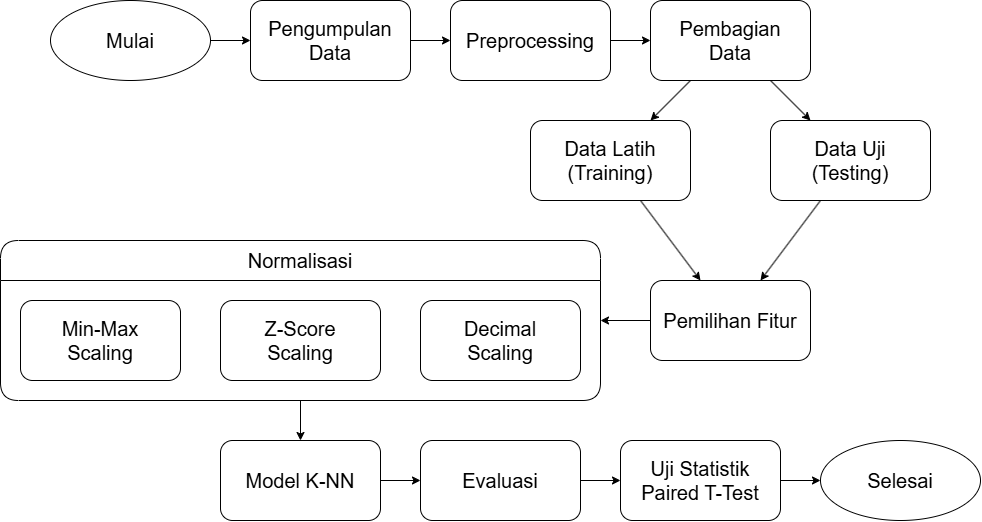 Mulai
Pengumpulan
Data
Preprocessing
Pembagian
Data
Data Latih
(Training)
Data Uji
(Testing)
Pemilihan Fitur
Normalisasi
Min-Max
Scaling
Z-Score
Scaling
Decimal
Scaling
Model K-NN
Evaluasi
Uji Statistik
Paired T-Test
Selesai